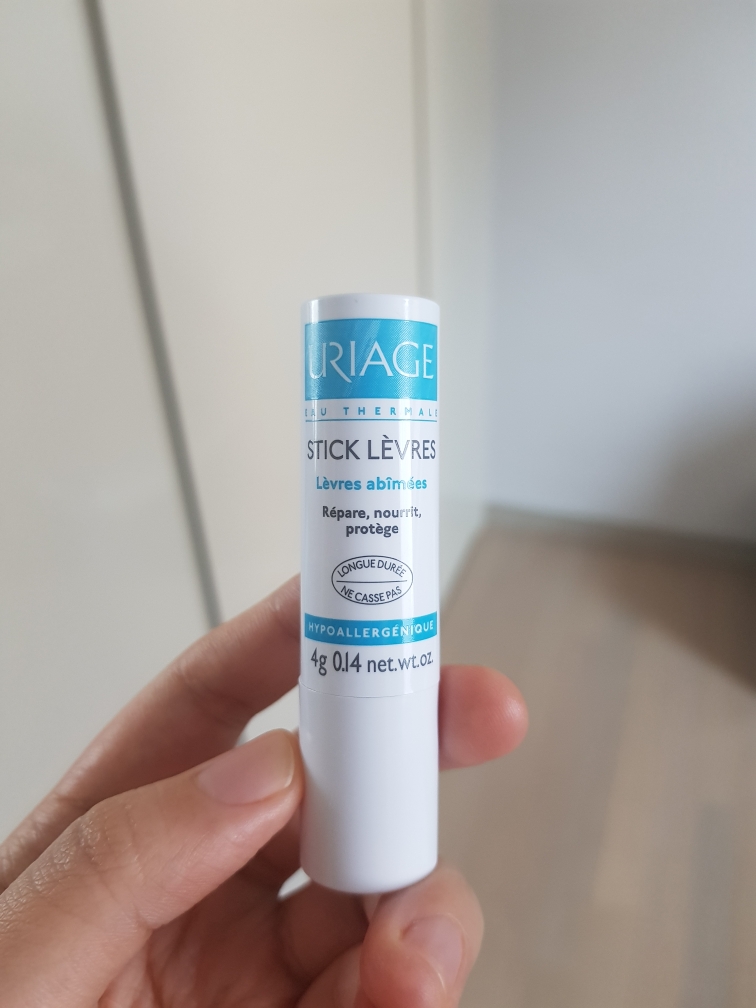 URIAGE
EAU THERMALE
STICK LÈVRES
Lèvres abîmées
Répare, nourrit,
protège
LONGUE DURÉE
NE CASSE PAS
HYPOALLERGÉNIQUE
4g 0.14 net.wt.oz.